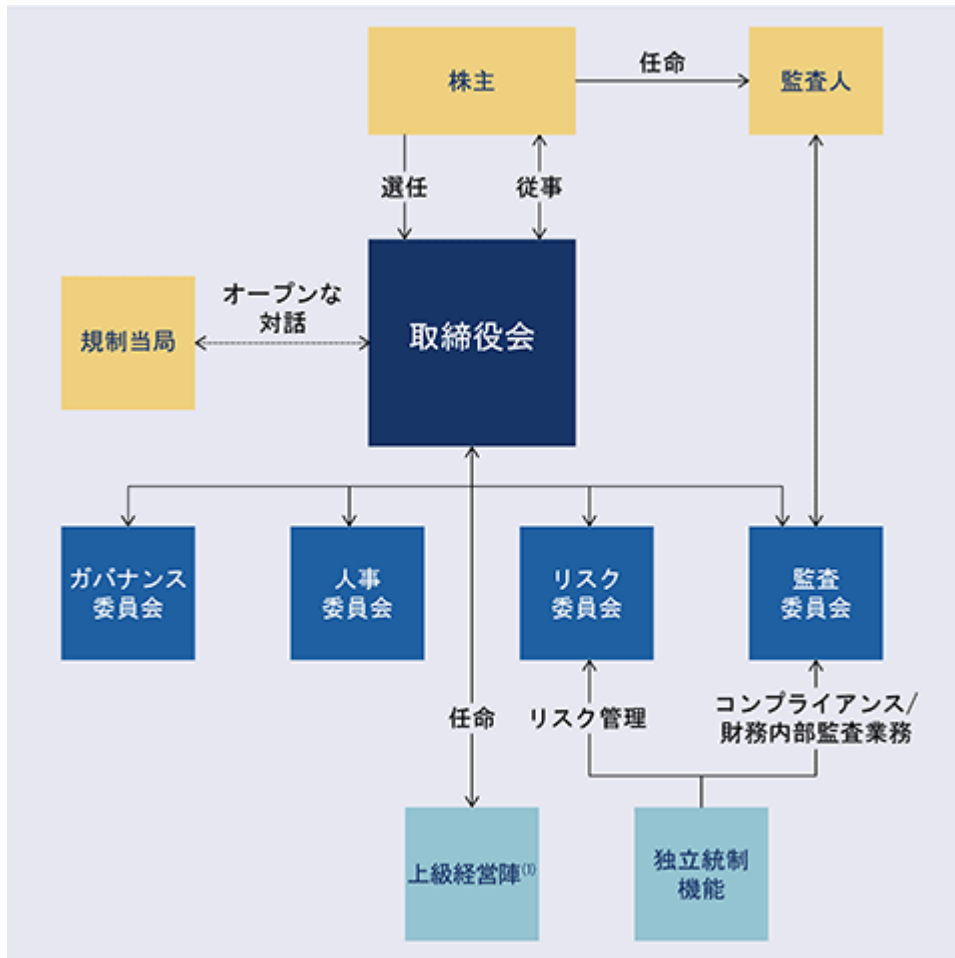 株主
任命
監査人
選任
従事
規制当局
オープンな
対話
取締役会
ガバナンス
委員会
人事
委員会
リスク
委員会
監査
委員会
任命
リスク管理
コンプライアンス/
財務内部監査業務
上級経営陣⁽¹⁾
独立統制
機能